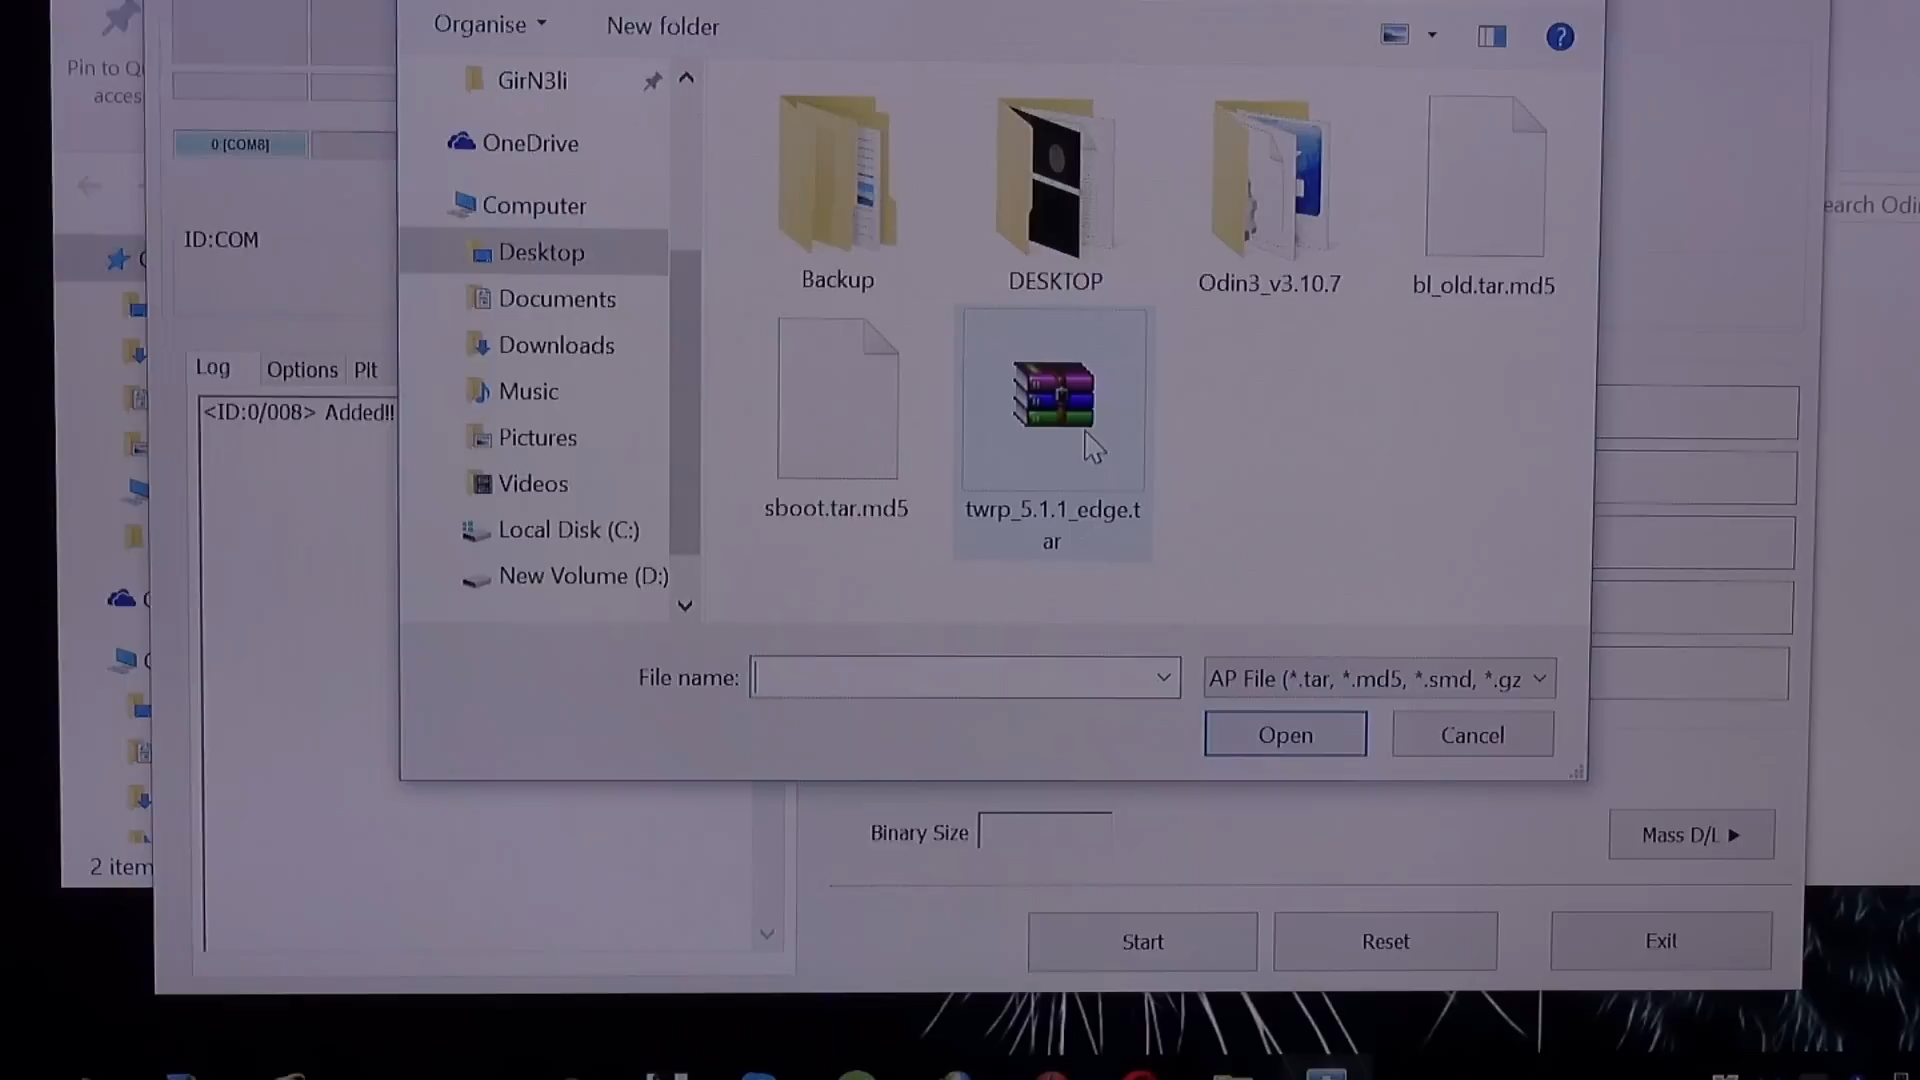 Organise
New folder
Pin to Qu
acces
GirN3li
0:[COM8]
OneDrive
Computer
earch Odin
ID:COM
Desktop
Backup
DESKTOP
Odin3_v3.10.7
bl_old.tar.md5
Documents
Downloads
Log
Options
Pit
Music
<ID:0/008> Added!!
Pictures
Videos
sboot.tar.md5
twrp_5.1.1_edge.t
ar
Local Disk (C:)
New Volume (D:)
File name:
AP File (*.tar, *.md5, *.smd, *.gz
Open
Cancel
Binary Size
Mass D/L ▶
2 item
Start
Reset
Exit